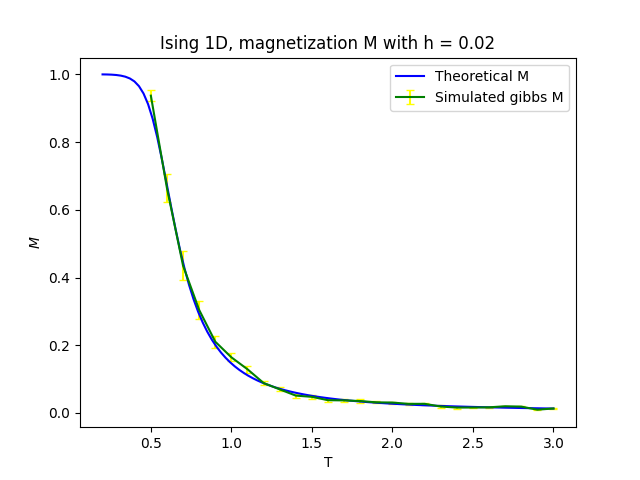 Ising 1D, magnetization M with h = 0.02
Theoretical M
Simulated gibbs M
1.0
0.8
0.6
0.4
0.2
0.0
M
0.5
1.0
1.5
2.0
2.5
3.0
T